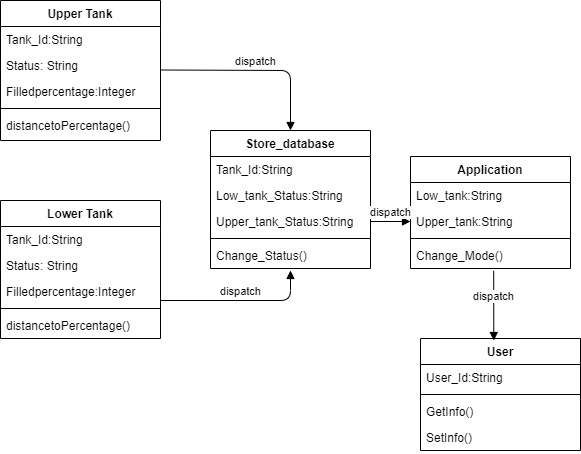 Upper Tank
Tank_Id:String
Status: String
Filledpercentage:Integer
distancetoPercentage()
dispatch
Store_database
Tank_Id:String
Low_tank_Status:String
Upper_tank_Status:String
Change_Status()
dispatch
Application
Low_tank:String
Upper_tank:String
Change_Mode()
Lower Tank
Tank_Id:String
Status: String
Filledpercentage:Integer
distancetoPercentage()
dispatch
dispatch
User
User_Id:String
GetInfo()
SetInfo()